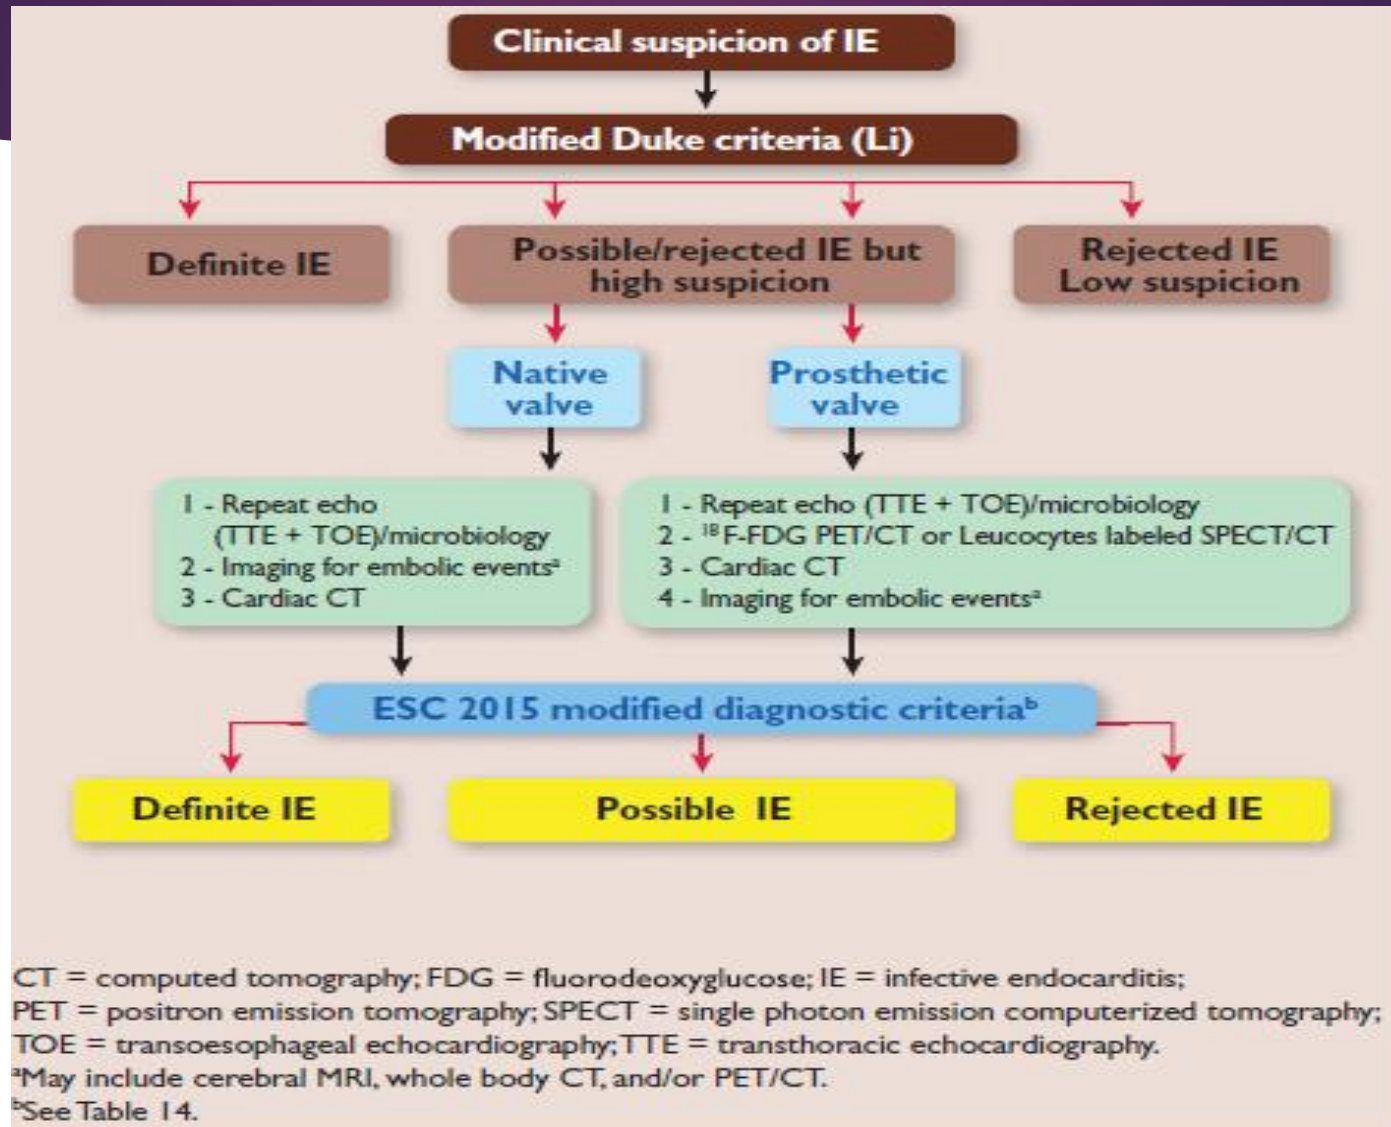 Clinical suspicion of IE
Modified Duke criteria (Li)
Definite IE
Possible/rejected IE but
high suspicion
Rejected IE
Low suspicion
Native
valve
Prosthetic
valve
1 - Repeat echo
(TTE + TOE)/microbiology
2 - Imaging for embolic eventsᵃ
3 - Cardiac CT
1 - Repeat echo (TTE + TOE)/microbiology
2 - ¹⁸F-FDG PET/CT or Leucocytes labeled SPECT/CT
3 - Cardiac CT
4 - Imaging for embolic eventsᵃ
ESC 2015 modified diagnostic criteriaᵇ
Definite IE
Possible IE
Rejected IE
CT = computed tomography; FDG = fluorodeoxyglucose; IE = infective endocarditis;
PET = positron emission tomography; SPECT = single photon emission computerized tomography;
TOE = transoesophageal echocardiography; TTE = transthoracic echocardiography.
ᵃMay include cerebral MRI, whole body CT, and/or PET/CT.
ᵇSee Table 14.